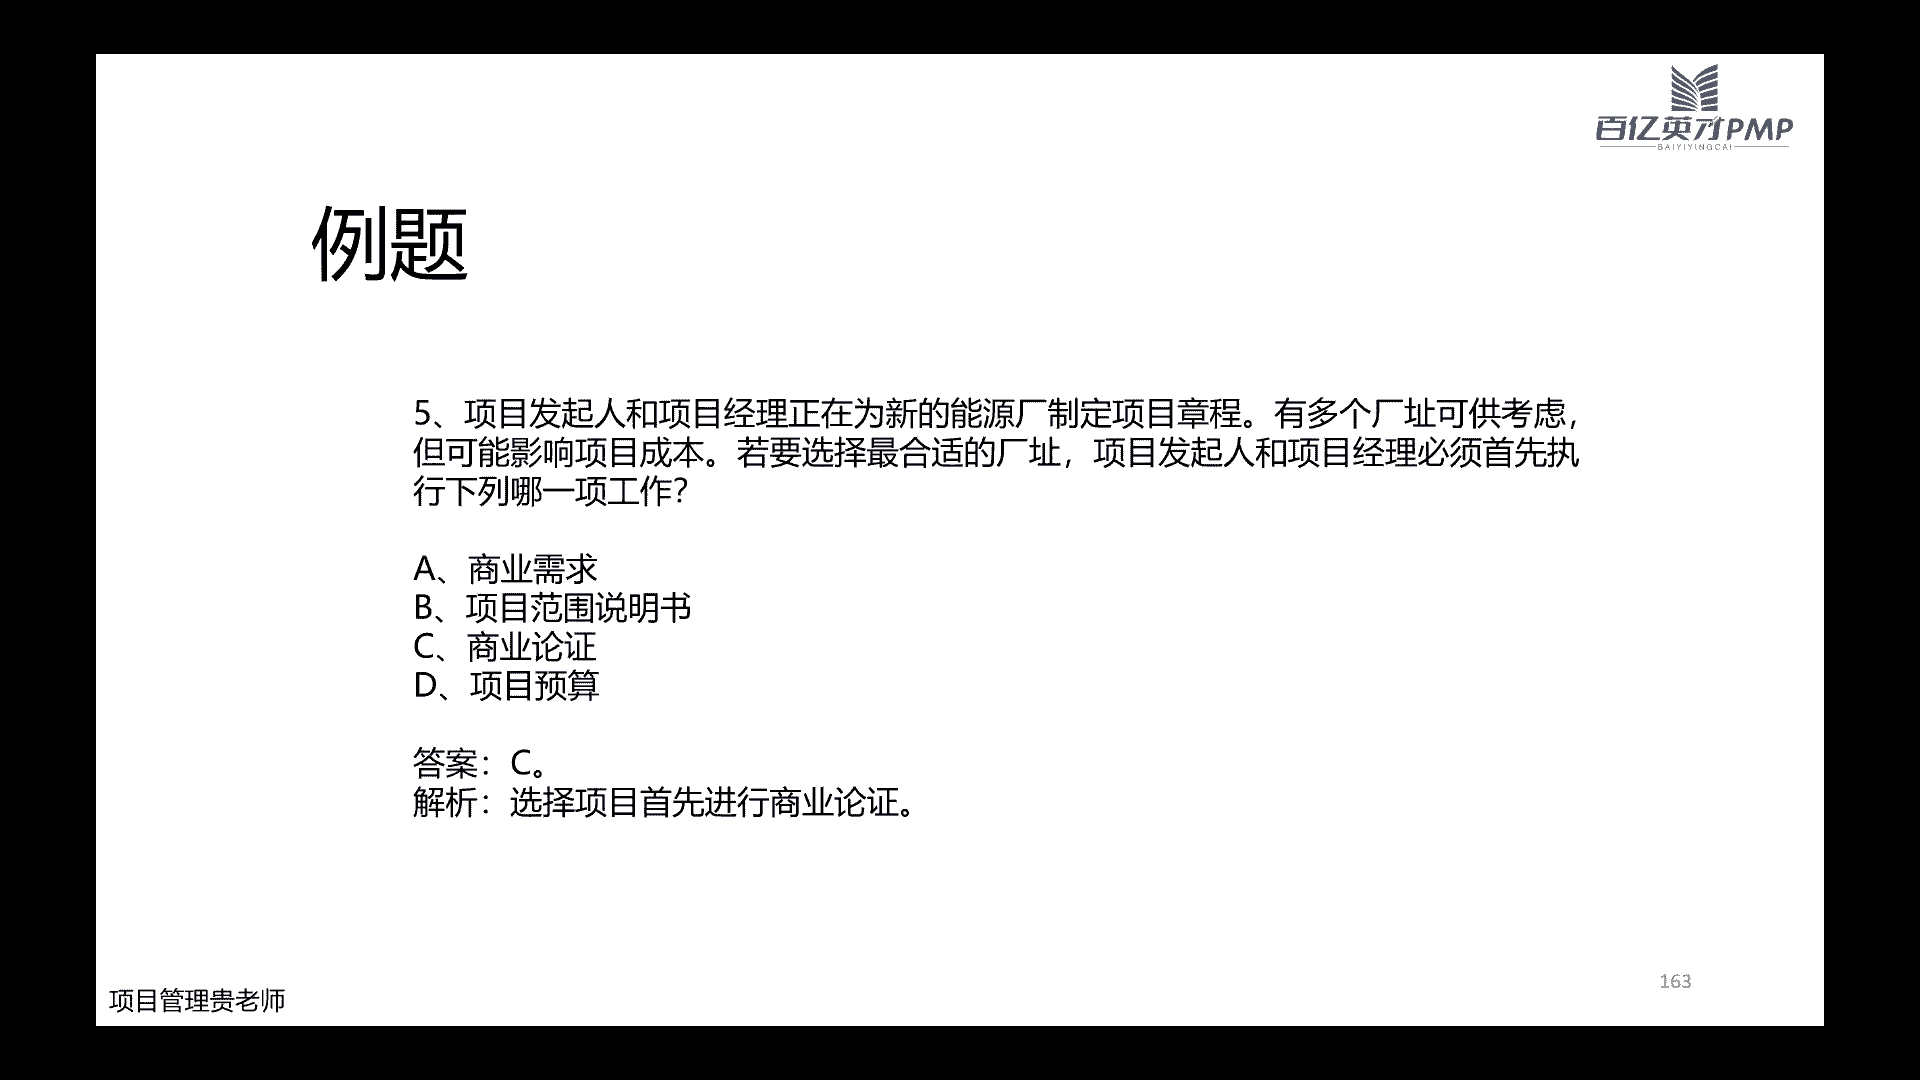 百亿英才PMP
BAIYIYINGCAI
例题
5、项目发起人和项目经理正在为新的能源厂制定项目章程。有多个厂址可供考虑，
但可能影响项目成本。若要选择最合适的厂址，项目发起人和项目经理必须首先执
行下列哪一项工作？
A、商业需求
B、项目范围说明书
C、商业论证
D、项目预算
答案：C。
解析：选择项目首先进行商业论证。
163
项目管理贵老师